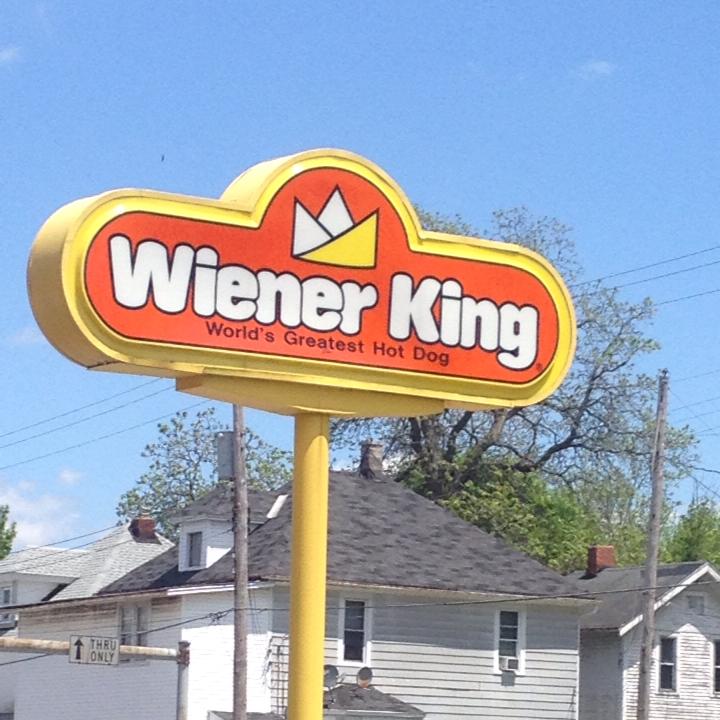 Wiener King
World's Greatest Hot Dog
THRU
ONLY